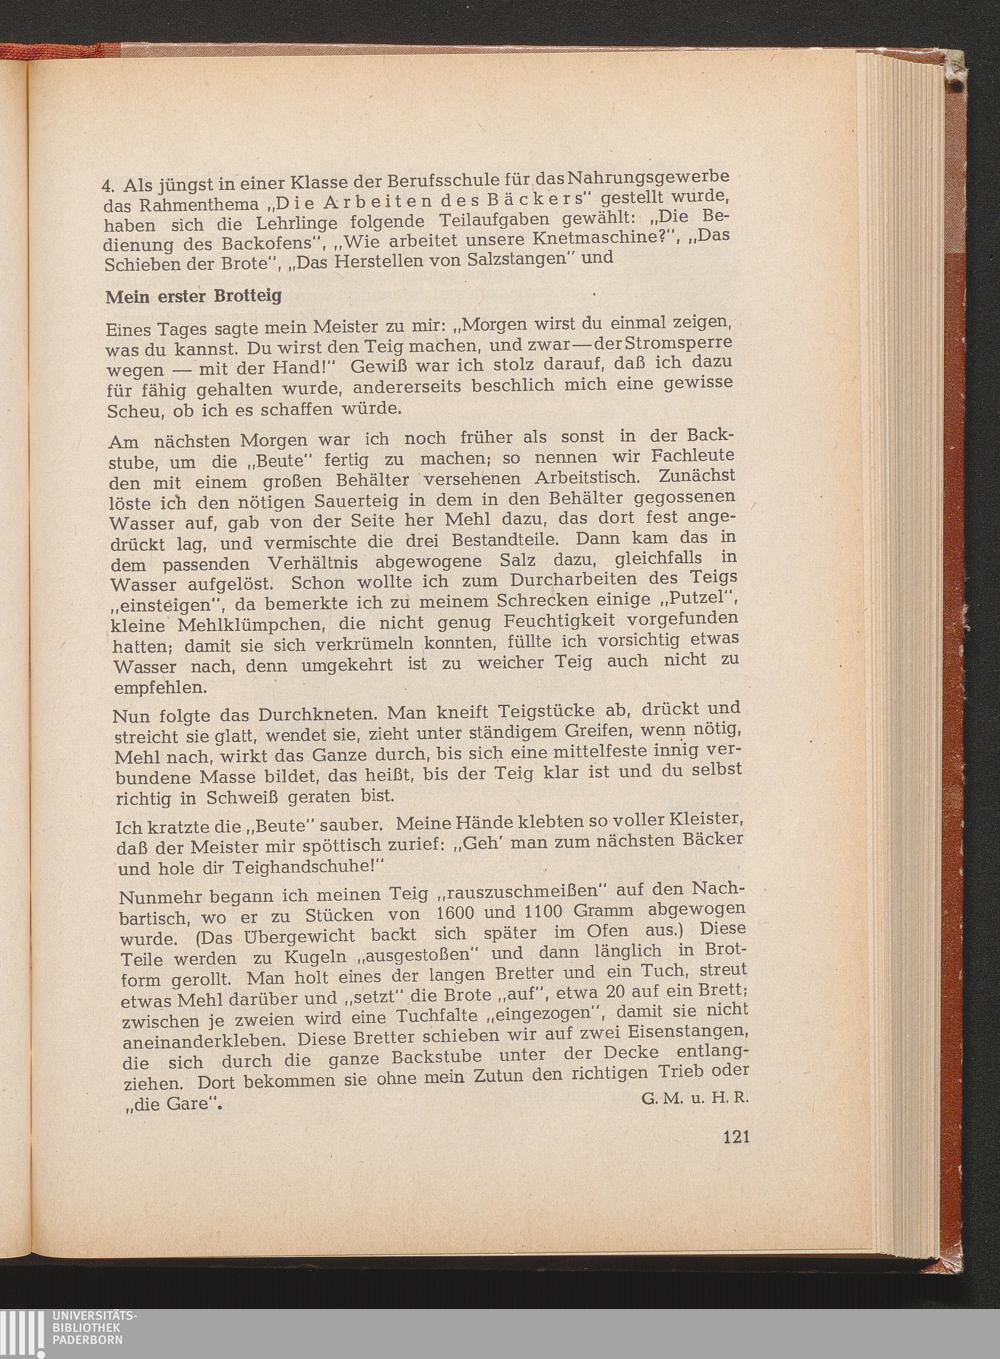 4. Als jüngst in einer Klasse der Berufsschule für das Nahrungsgewerbe
das Rahmenthema „Die Arbeiten des Bäckers" gestellt wurde,
haben sich die Lehrlinge folgende Teilaufgaben gewählt: „Die Be-
dienung des Backofens", „Wie arbeitet unsere Knetmaschine?", „Das
Schieben der Brote", „Das Herstellen von Salzstangen" und
Mein erster Brotteig
Eines Tages sagte mein Meister zu mir: „Morgen wirst du einmal zeigen,
was du kannst. Du wirst den Teig machen, und zwar — der Stromsperre
wegen — mit der Hand!" Gewiß war ich stolz darauf, daß ich dazu
für fähig gehalten wurde, andererseits beschlich mich eine gewisse
Scheu, ob ich es schaffen würde.
Am nächsten Morgen war ich noch früher als sonst in der Back-
stube, um die „Beute" fertig zu machen; so nennen wir Fachleute
den mit einem großen Behälter versehenen Arbeitstisch. Zunächst
löste ich den nötigen Sauerteig in dem in den Behälter gegossenen
Wasser auf, gab von der Seite her Mehl dazu, das dort fest ange-
drückt lag, und vermischte die drei Bestandteile. Dann kam das in
dem passenden Verhältnis abgewogene Salz dazu, gleichfalls in
Wasser aufgelöst. Schon wollte ich zum Durcharbeiten des Teigs
„einsteigen", da bemerkte ich zu meinem Schrecken einige „Putzel",
kleine Mehlklümpchen, die nicht genug Feuchtigkeit vorgefunden
hatten; damit sie sich verkrümeln konnten, füllte ich vorsichtig etwas
Wasser nach, denn umgekehrt ist zu weicher Teig auch nicht zu
empfehlen.
Nun folgte das Durchkneten. Man kneift Teigstücke ab, drückt und
streicht sie glatt, wendet sie, zieht unter ständigem Greifen, wenn nötig,
Mehl nach, wirkt das Ganze durch, bis sich eine mittelfeste innig ver-
bundene Masse bildet, das heißt, bis der Teig klar ist und du selbst
richtig in Schweiß geraten bist.
Ich kratzte die „Beute" sauber. Meine Hände klebten so voller Kleister,
daß der Meister mir spöttisch zurief: „Geh' man zum nächsten Bäcker
und hole dir Teighandschuhe!"
Nunmehr begann ich meinen Teig „rauszuschmeißen" auf den Nach-
bartisch, wo er zu Stücken von 1600 und 1100 Gramm abgewogen
wurde. (Das Übergewicht backt sich später im Ofen aus.) Diese
Teile werden zu Kugeln „ausgestoßen" und dann länglich in Brot-
form gerollt. Man holt eines der langen Bretter und ein Tuch, streut
etwas Mehl darüber und „setzt" die Brote „auf", etwa 20 auf ein Brett;
zwischen je zweien wird eine Tuchfalte „eingezogen", damit sie nicht
aneinanderkleben. Diese Bretter schieben wir auf zwei Eisenstangen,
die sich durch die ganze Backstube unter der Decke entlang-
ziehen. Dort bekommen sie ohne mein Zutun den richtigen Trieb oder
„die Gare". G. M. u. H. R.
121
UNIVERSITÄTS-
BIBLIOTHEK
PADERBORN